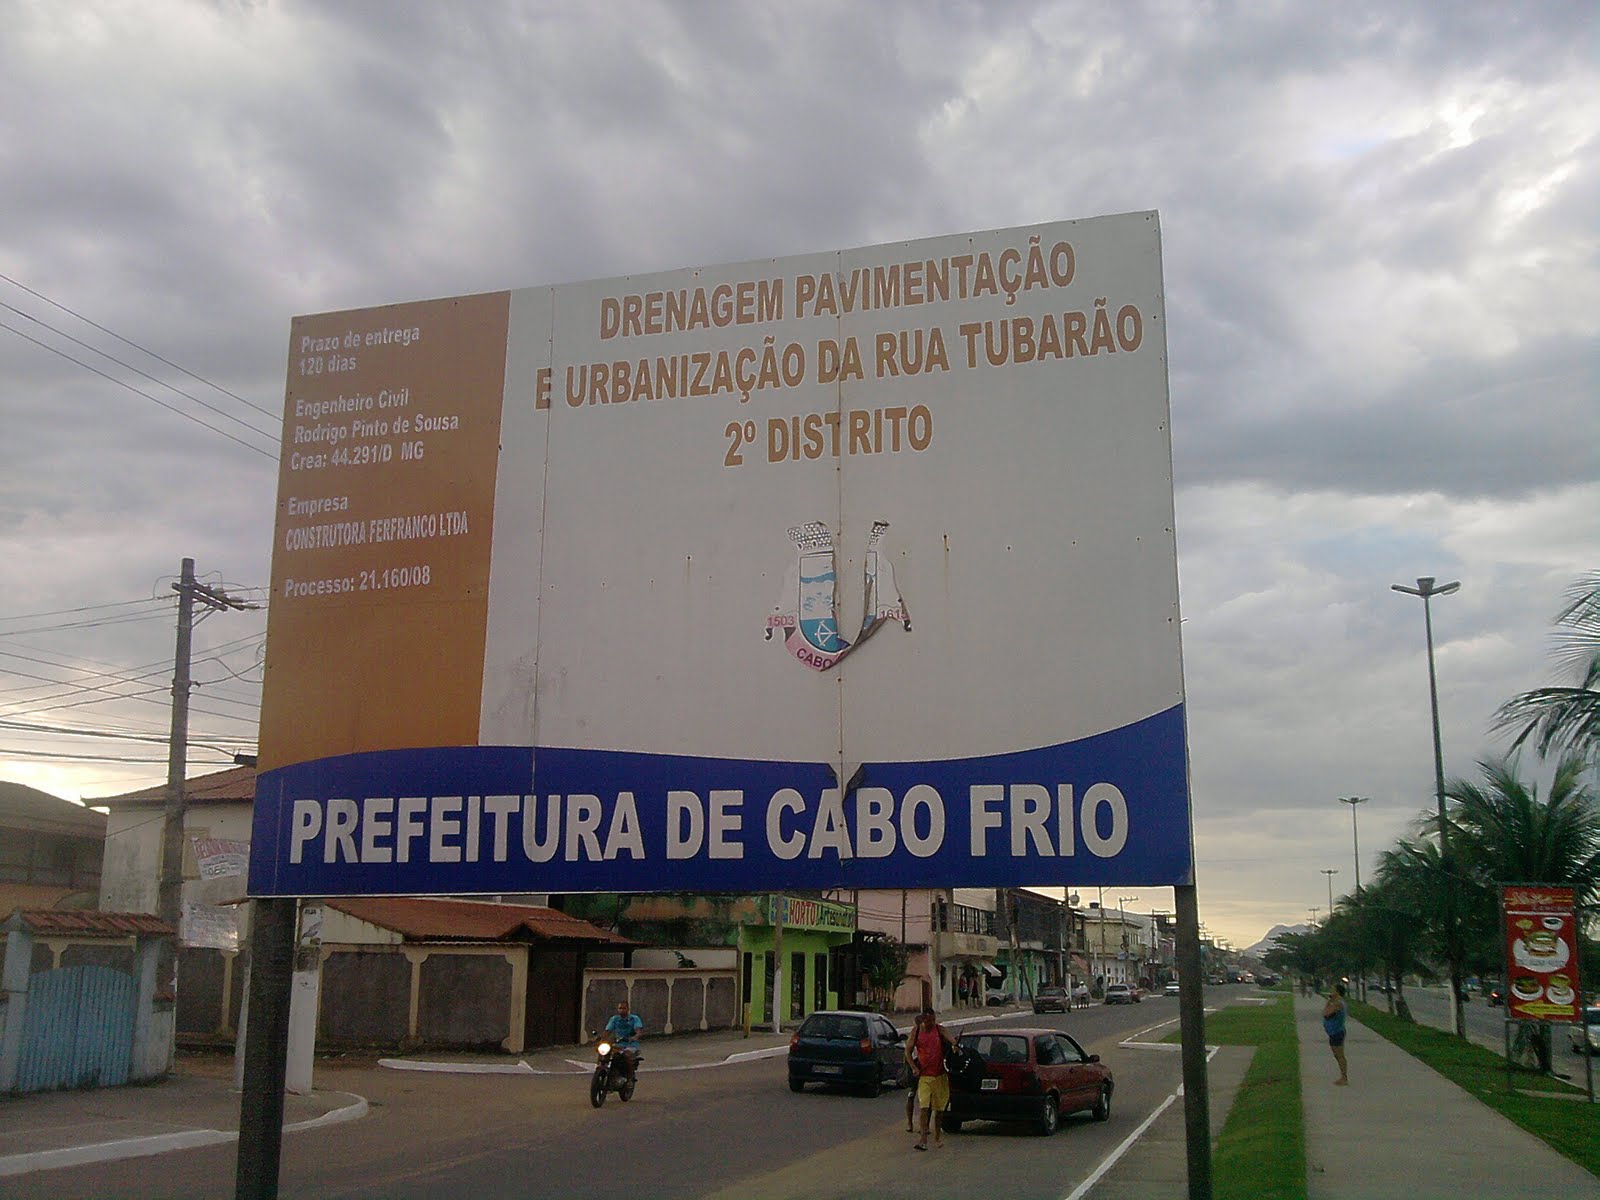 DRENAGEM PAVIMENTAÇÃO
E URBANIZAÇÃO DA RUA TUBARÃO
2º DISTRITO
Prazo de entrega
120 dias
Engenheiro Civil
Rodrigo Pinto de Sousa
Crea: 44.291/D MG
Empresa
CONSTRUTORA FERFRANCO LTDA
Processo: 21.160/08
1503
1615
CABO
PREFEITURA DE CABO FRIO
HORTO